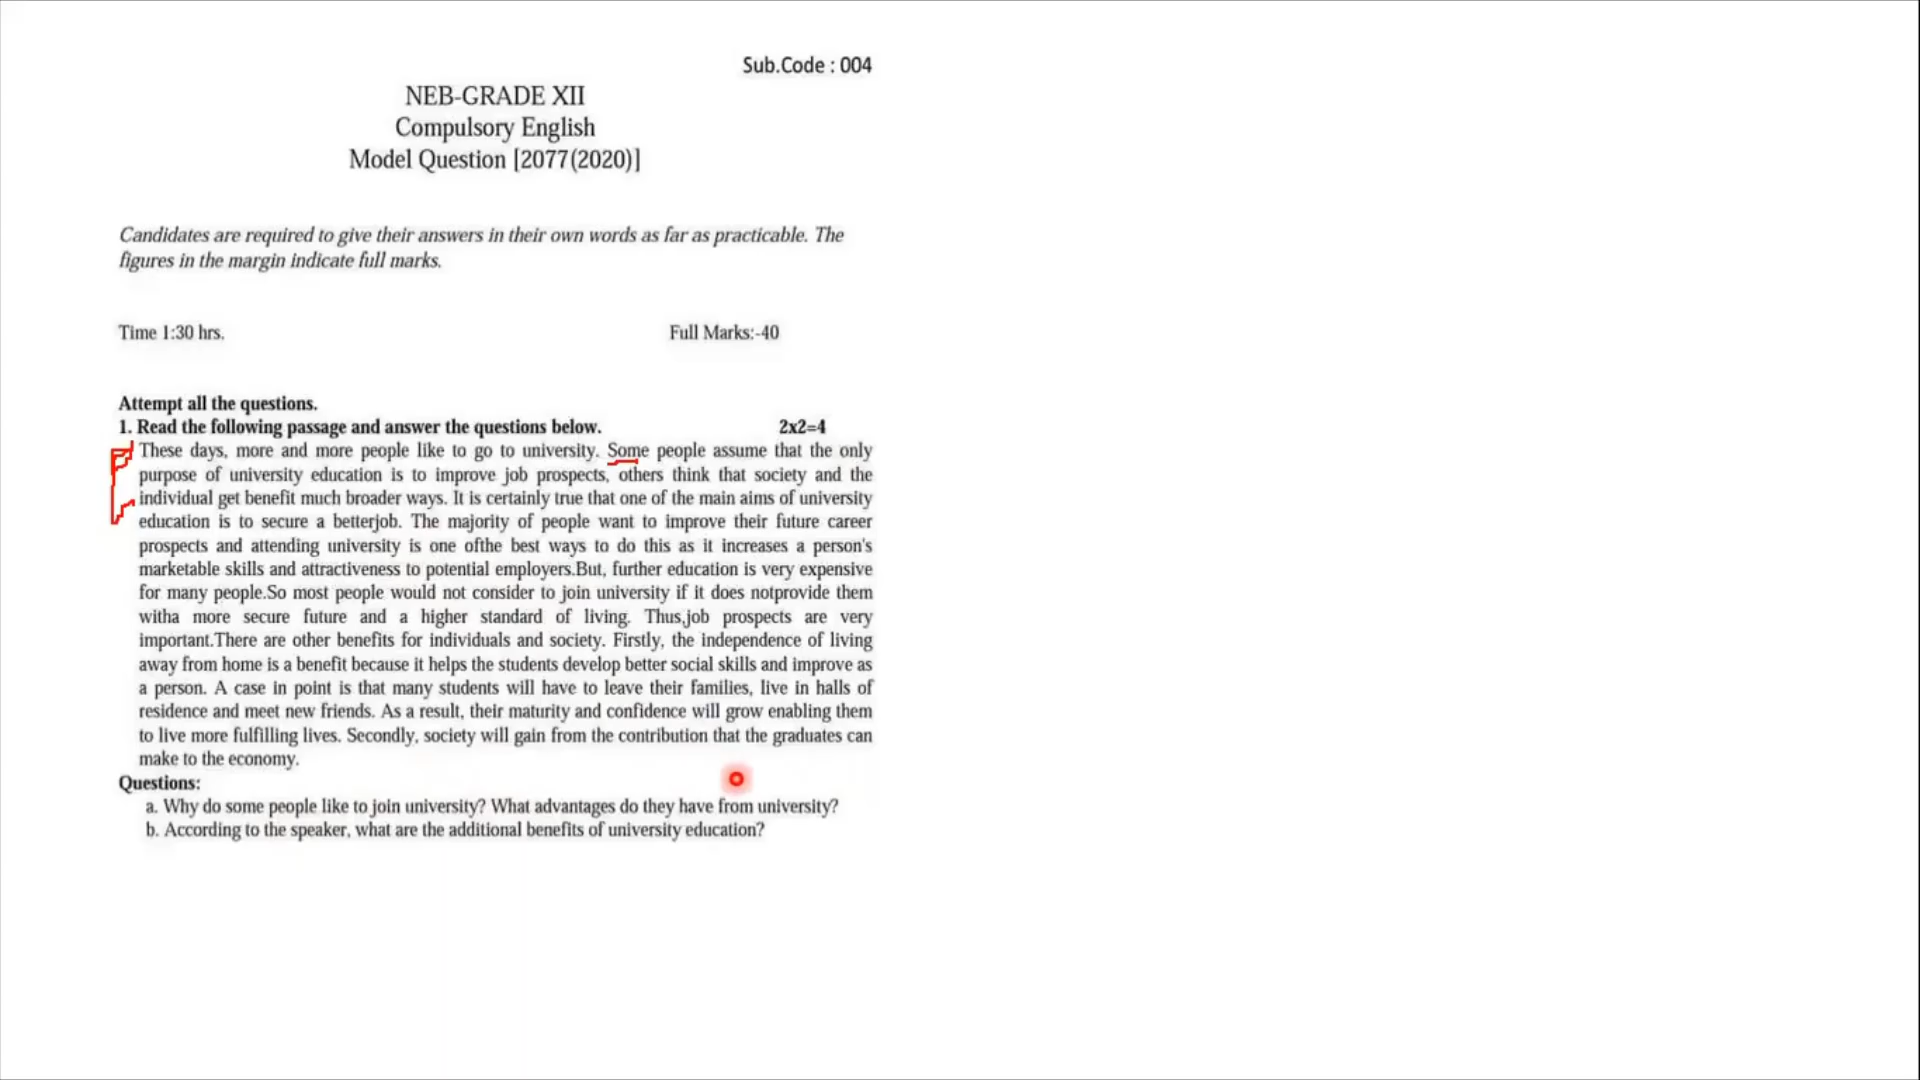 Sub.Code : 004
NEB-GRADE XII
Compulsory English
Model Question [2077(2020)]
Candidates are required to give their answers in their own words as far as practicable. The
figures in the margin indicate full marks.
Time 1:30 hrs. Full Marks:-40
Attempt all the questions.
1. Read the following passage and answer the questions below. 2x2=4
These days, more and more people like to go to university. Some people assume that the only
purpose of university education is to improve job prospects, others think that society and the
individual get benefit much broader ways. It is certainly true that one of the main aims of university
education is to secure a betterjob. The majority of people want to improve their future career
prospects and attending university is one ofthe best ways to do this as it increases a person's
marketable skills and attractiveness to potential employers.But, further education is very expensive
for many people.So most people would not consider to join university if it does notprovide them
witha more secure future and a higher standard of living. Thus,job prospects are very
important.There are other benefits for individuals and society. Firstly, the independence of living
away from home is a benefit because it helps the students develop better social skills and improve as
a person. A case in point is that many students will have to leave their families, live in halls of
residence and meet new friends. As a result, their maturity and confidence will grow enabling them
to live more fulfilling lives. Secondly, society will gain from the contribution that the graduates can
make to the economy.
Questions:
a. Why do some people like to join university? What advantages do they have from university?
b. According to the speaker, what are the additional benefits of university education?